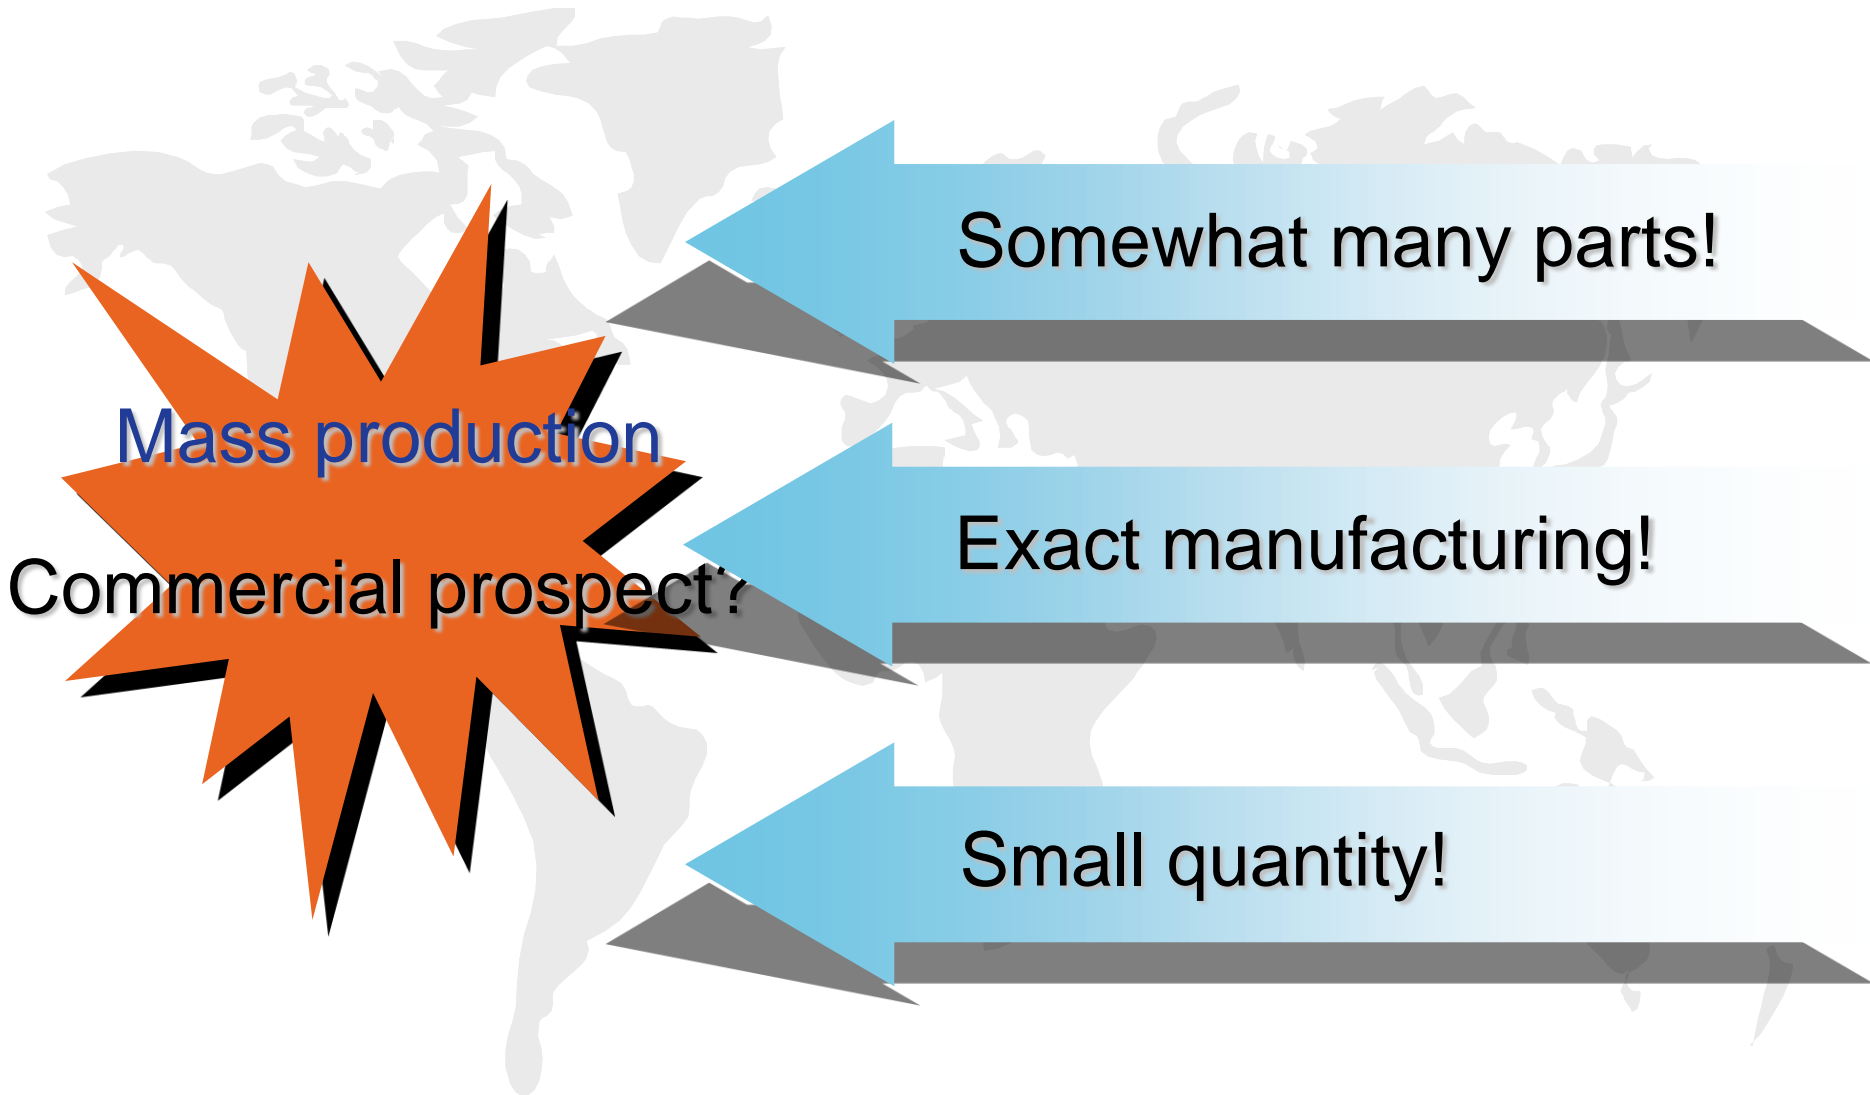 Mass production
Commercial prospect?
Somewhat many parts!
Exact manufacturing!
Small quantity!